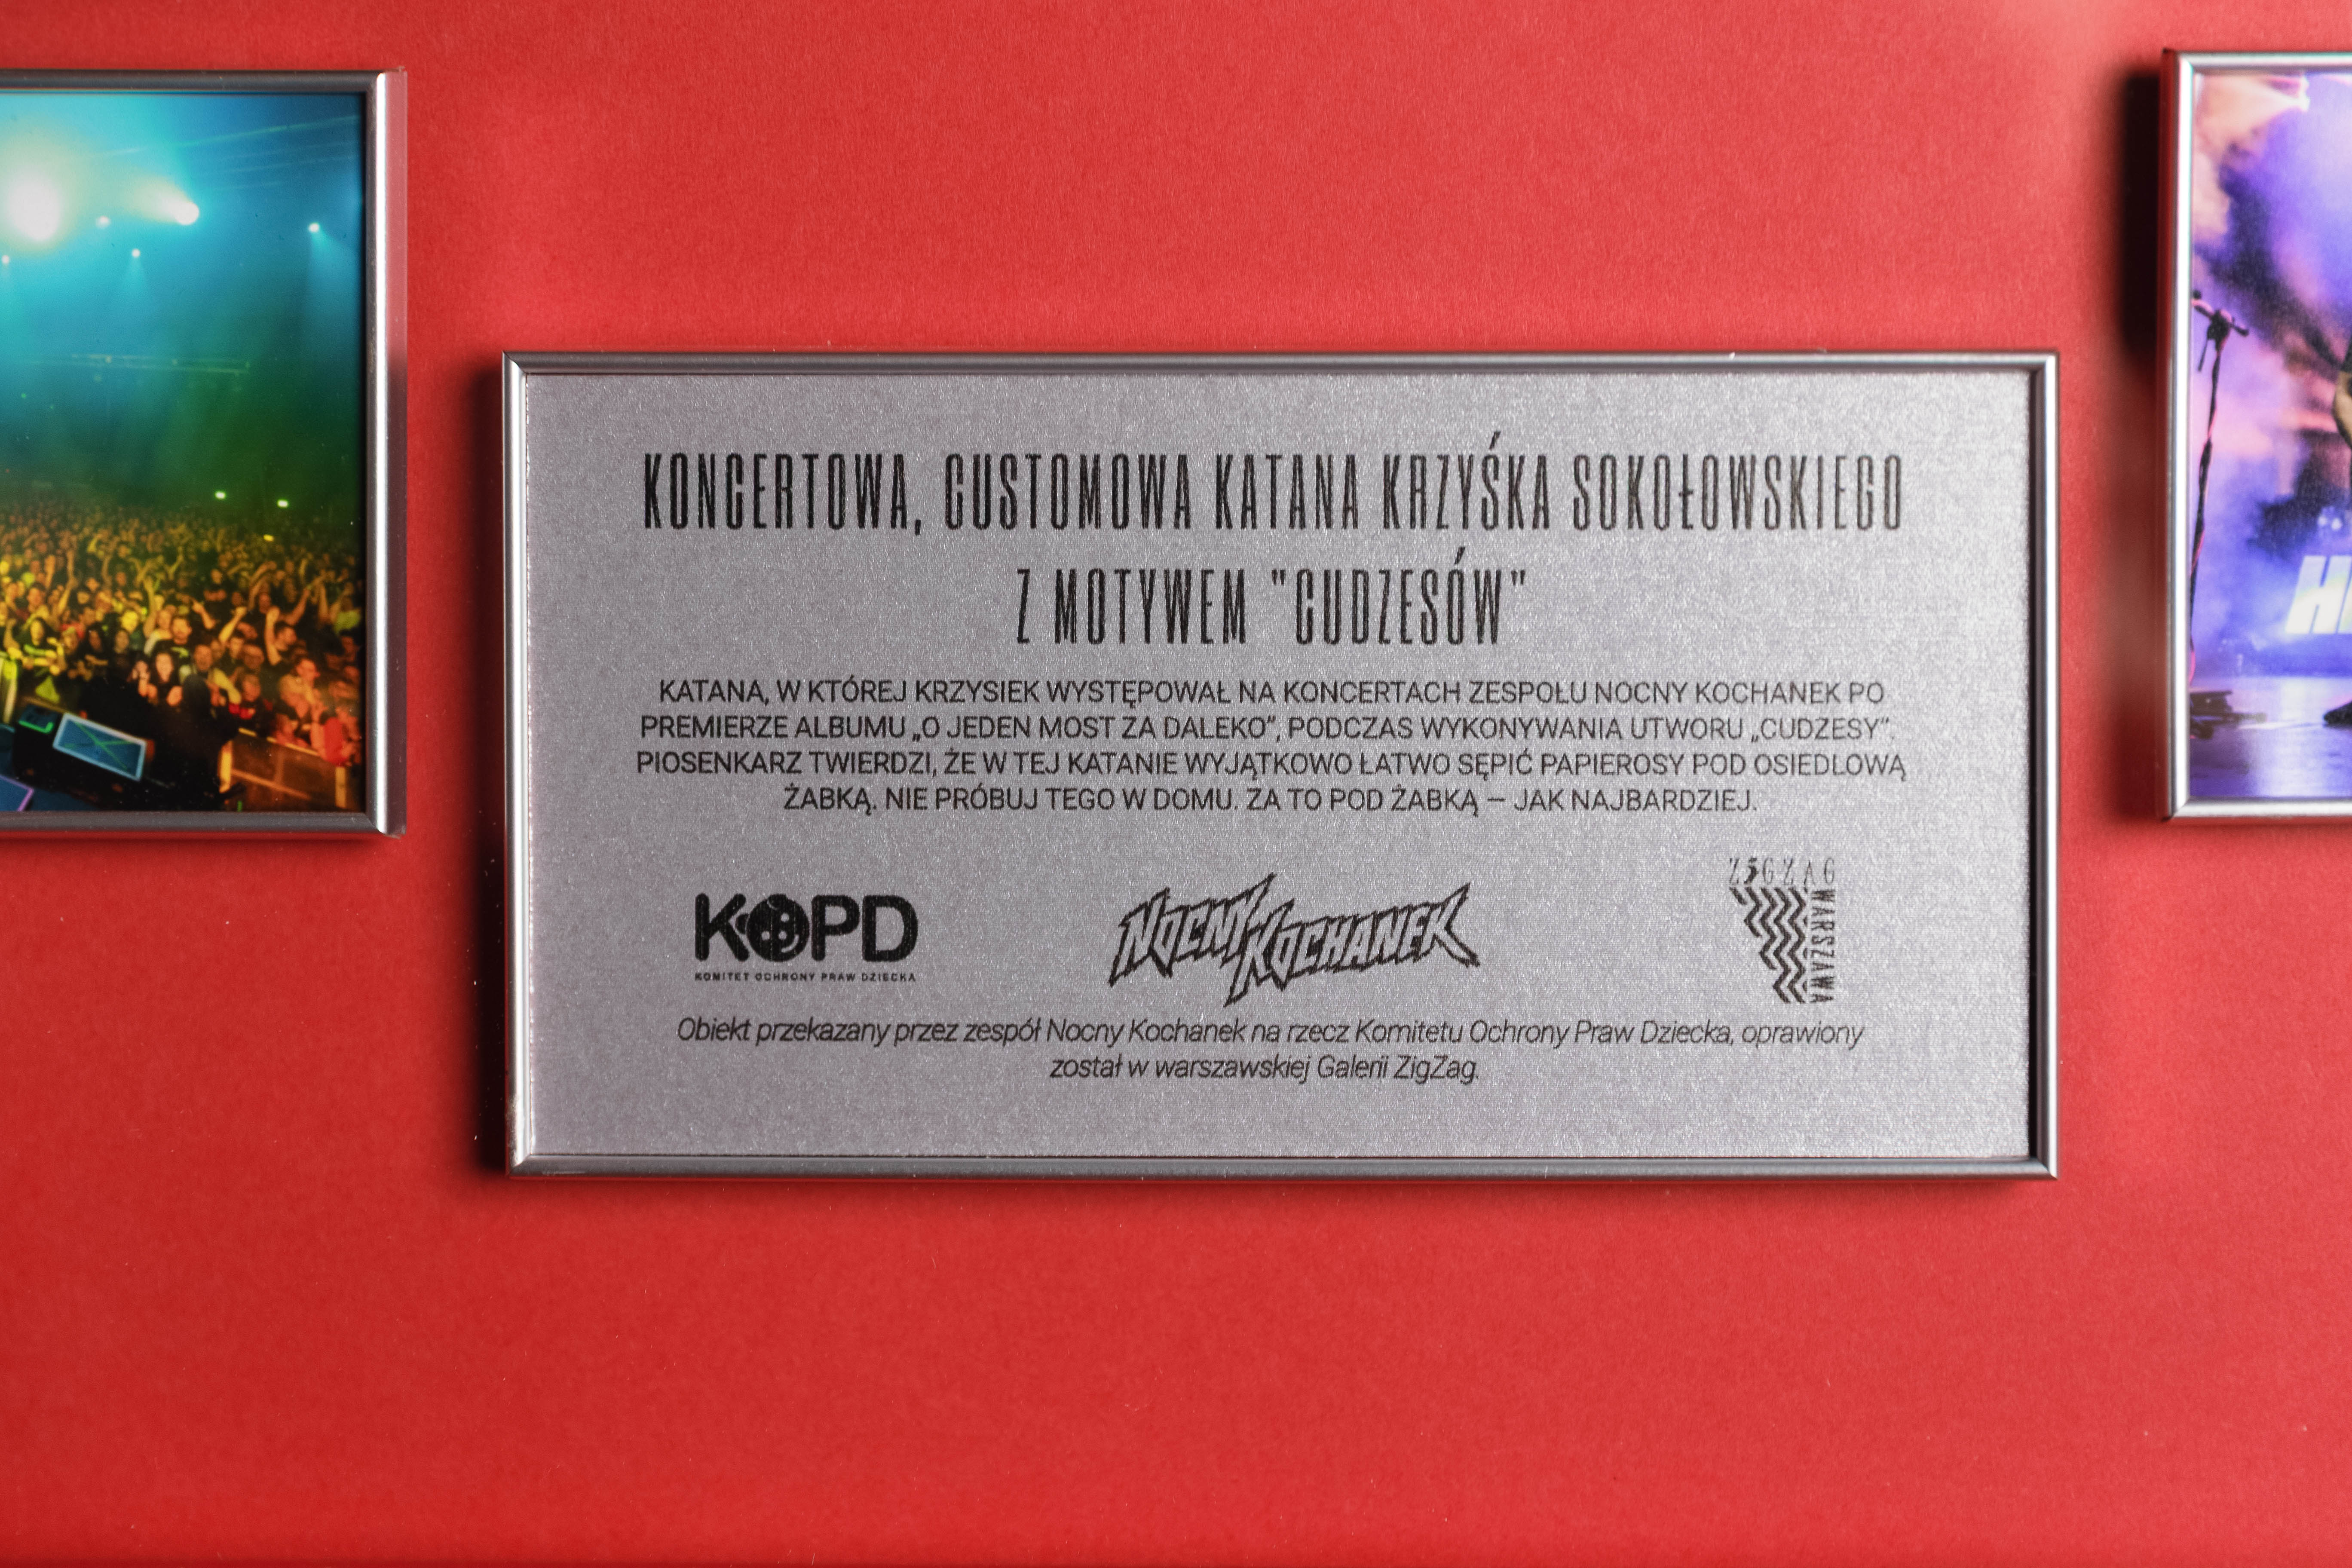 KONCERTOWA, CUSTOMOWA KATANA KRZYŚKA SOKOŁOWSKIEGO
Z MOTYWEM "CUDZESÓW"
KATANA, W KTÓREJ KRZYSIEK WYSTĘPOWAŁ NA KONCERTACH ZESPOŁU NOCNY KOCHANEK PO
PREMIERZE ALBUMU „O JEDEN MOST ZA DALEKO”, PODCZAS WYKONYWANIA UTWORU „CUDZESY”.
PIOSENKARZ TWIERDZI, ŻE W TEJ KATANIE WYJĄTKOWO ŁATWO SĘPIĆ PAPIEROSY POD OSIEDLOWĄ
ŻABKĄ. NIE PRÓBUJ TEGO W DOMU. ZA TO POD ŻABKĄ – JAK NAJBARDZIEJ.
KOPD
KOMITET OCHRONY PRAW DZIECKA
NOCNY KOCHANEK
ZIGZAG
WARSZAWA
Obiekt przekazany przez zespół Nocny Kochanek na rzecz Komitetu Ochrony Praw Dziecka, oprawiony
został w warszawskiej Galerii ZigZag.